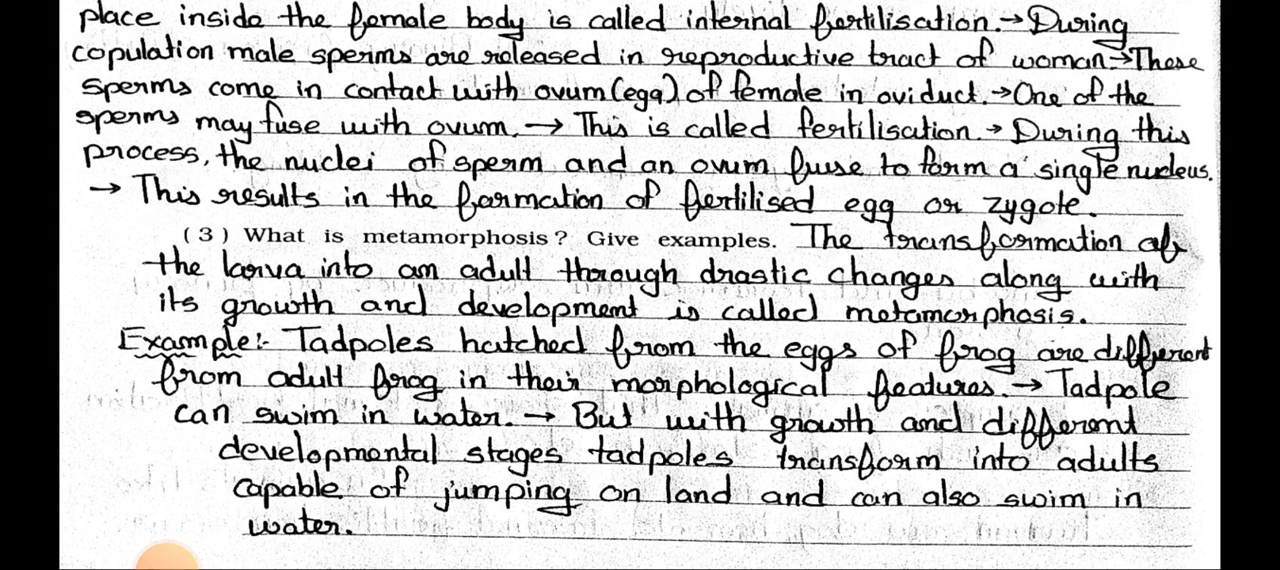 place inside the female body is called internal fertilisation.→During
copulation male sperms are released in reproductive tract of woman→These
sperms come in contact with ovum (egg) of female in oviduct.→One of the
sperms may fuse with ovum. → This is called fertilisation.→ During this
process, the nuclei of sperm and an ovum fuse to form a single nucleus.
→ This results in the formation of fertilised egg or zygote.
(3) What is metamorphosis? Give examples. The transformation of
the larva into an adult through drastic changes along with
its growth and development is called metamorphosis.
Example:- Tadpoles hatched from the eggs of frog are different
from adult frog in their morphological features.→ Tadpole
can swim in water. → But with growth and different
developmental stages tadpoles transform into adults
capable of jumping on land and can also swim in
water.